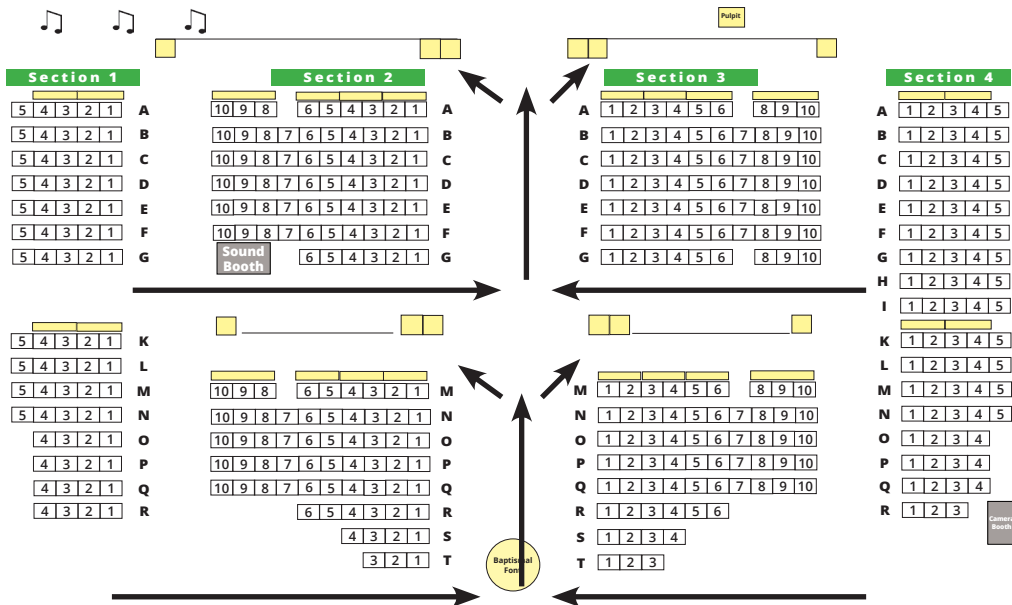 Pulpit
Section 1 Section 2 Section 3 Section 4
5 4 3 2 1 A 10 9 8 6 5 4 3 2 1 A A 1 2 3 4 5 6 8 9 10 A 1 2 3 4 5
5 4 3 2 1 B 10 9 8 7 6 5 4 3 2 1 B B 1 2 3 4 5 6 7 8 9 10 B 1 2 3 4 5
5 4 3 2 1 C 10 9 8 7 6 5 4 3 2 1 C C 1 2 3 4 5 6 7 8 9 10 C 1 2 3 4 5
5 4 3 2 1 D 10 9 8 7 6 5 4 3 2 1 D D 1 2 3 4 5 6 7 8 9 10 D 1 2 3 4 5
5 4 3 2 1 E 10 9 8 7 6 5 4 3 2 1 E E 1 2 3 4 5 6 7 8 9 10 E 1 2 3 4 5
5 4 3 2 1 F 10 9 8 7 6 5 4 3 2 1 F F 1 2 3 4 5 6 7 8 9 10 F 1 2 3 4 5
Sound
Booth
5 4 3 2 1 G 6 5 4 3 2 1 G G 1 2 3 4 5 6 8 9 10 G 1 2 3 4 5
H 1 2 3 4 5
I 1 2 3 4 5
5 4 3 2 1 K K 1 2 3 4 5
5 4 3 2 1 L L 1 2 3 4 5
5 4 3 2 1 M 10 9 8 6 5 4 3 2 1 M M 1 2 3 4 5 6 8 9 10 M 1 2 3 4 5
5 4 3 2 1 N 10 9 8 7 6 5 4 3 2 1 N N 1 2 3 4 5 6 7 8 9 10 N 1 2 3 4 5
4 3 2 1 O 10 9 8 7 6 5 4 3 2 1 O O 1 2 3 4 5 6 7 8 9 10 O 1 2 3 4
4 3 2 1 P 10 9 8 7 6 5 4 3 2 1 P P 1 2 3 4 5 6 7 8 9 10 P 1 2 3 4
4 3 2 1 Q 10 9 8 7 6 5 4 3 2 1 Q Q 1 2 3 4 5 6 7 8 9 10 Q 1 2 3 4
4 3 2 1 R 6 5 4 3 2 1 R R 1 2 3 4 5 6 R 1 2 3
Camera
Booth
4 3 2 1 S S 1 2 3 4
3 2 1 T T 1 2 3
Baptismal
Font